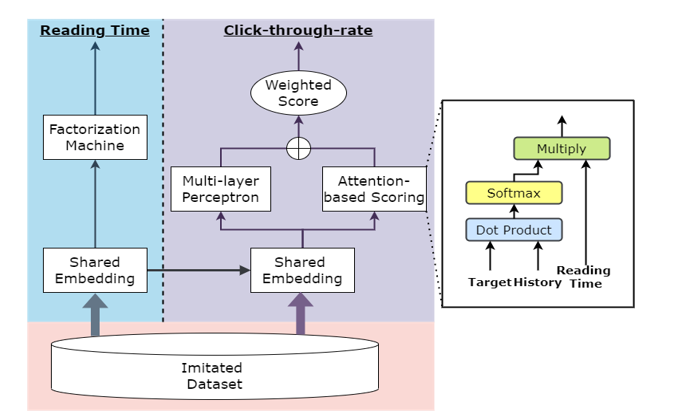 Reading Time
Click-through-rate
Weighted
Score
Factorization
Machine
Multi-layer
Perceptron
Attention-
based Scoring
Shared
Embedding
Shared
Embedding
Imitated
Dataset
Multiply
Softmax
Dot Product
Target
History
Reading
Time